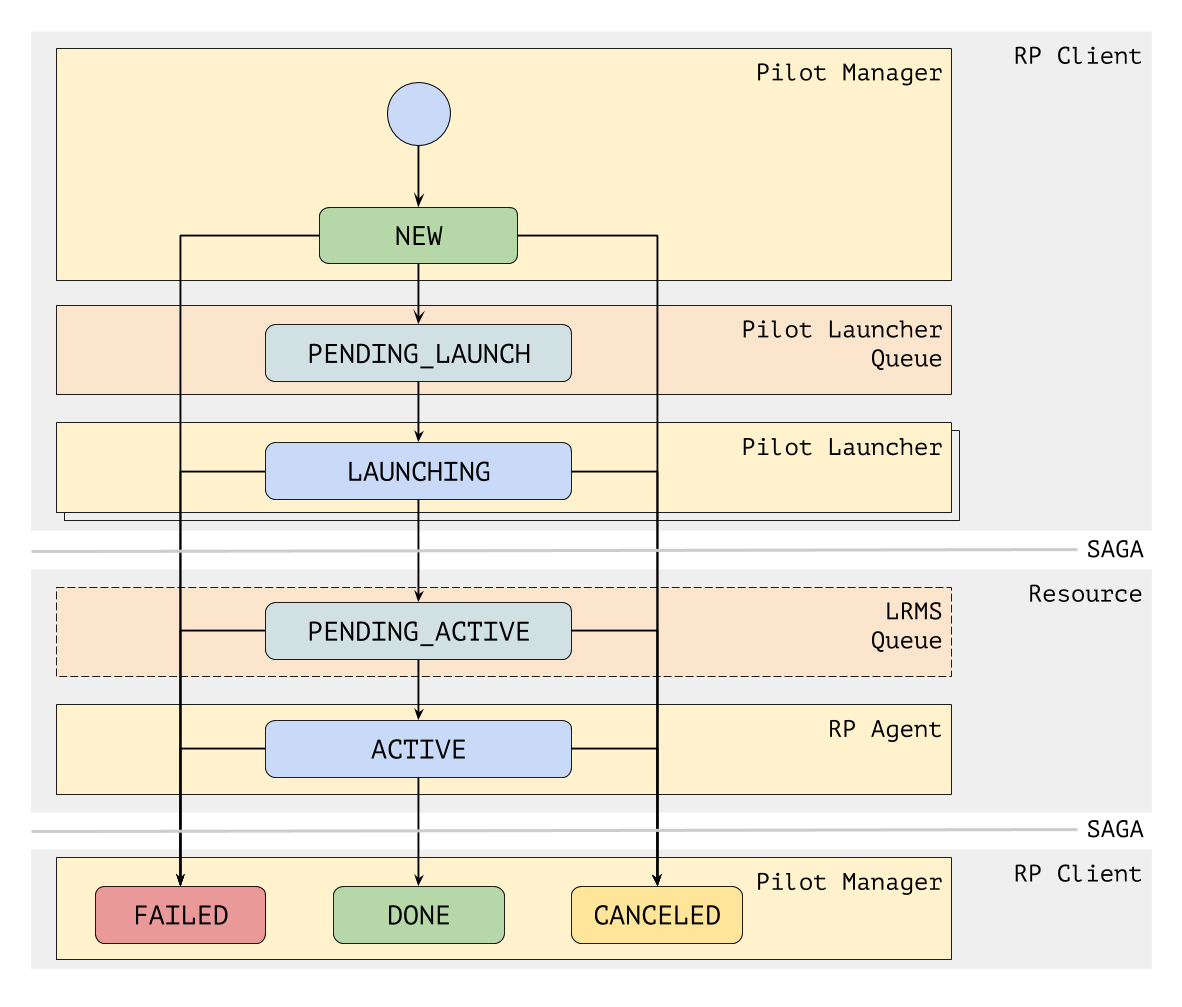 RP Client
Pilot Manager
NEW
Pilot Launcher
Queue
PENDING_LAUNCH
Pilot Launcher
LAUNCHING
SAGA
Resource
LRMS
Queue
PENDING_ACTIVE
RP Agent
ACTIVE
SAGA
RP Client
Pilot Manager
FAILED
DONE
CANCELED